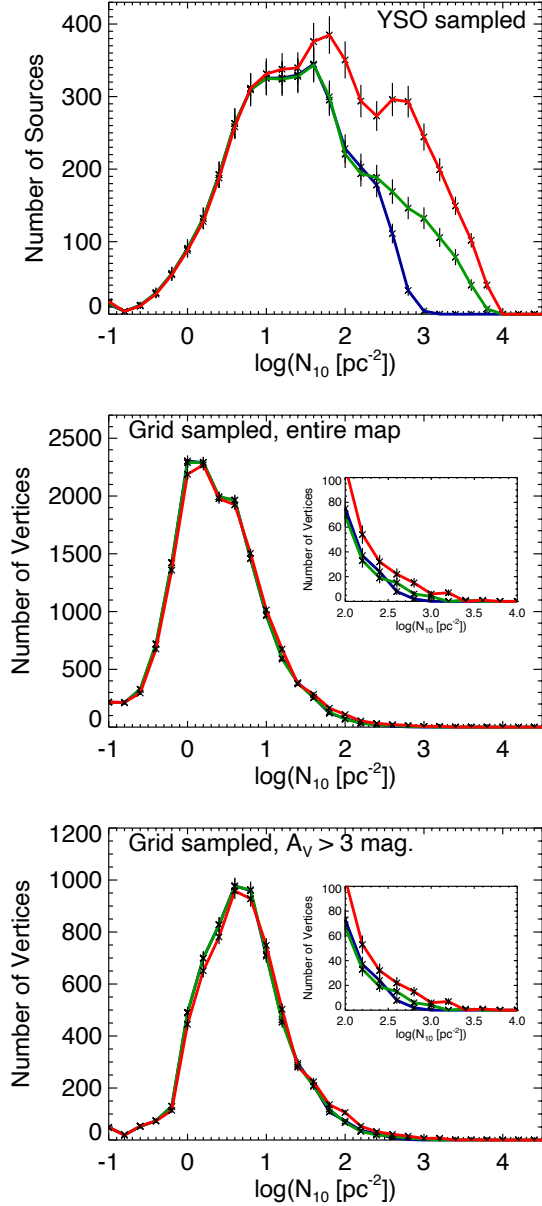 YSO sampled
Number of Sources
400
300
200
100
0
-1 0 1 2 3 4
log(N10 [pc-2])
Grid sampled, entire map
Number of Vertices
2500
2000
1500
1000
500
0
-1 0 1 2 3 4
log(N10 [pc-2])
Number of Vertices
100
80
60
40
20
0
2.0 2.5 3.0 3.5 4.0
log(N10 [pc-2])
Grid sampled, AV > 3 mag.
Number of Vertices
1200
1000
800
600
400
200
0
-1 0 1 2 3 4
log(N10 [pc-2])
Number of Vertices
100
80
60
40
20
0
2.0 2.5 3.0 3.5 4.0
log(N10 [pc-2])